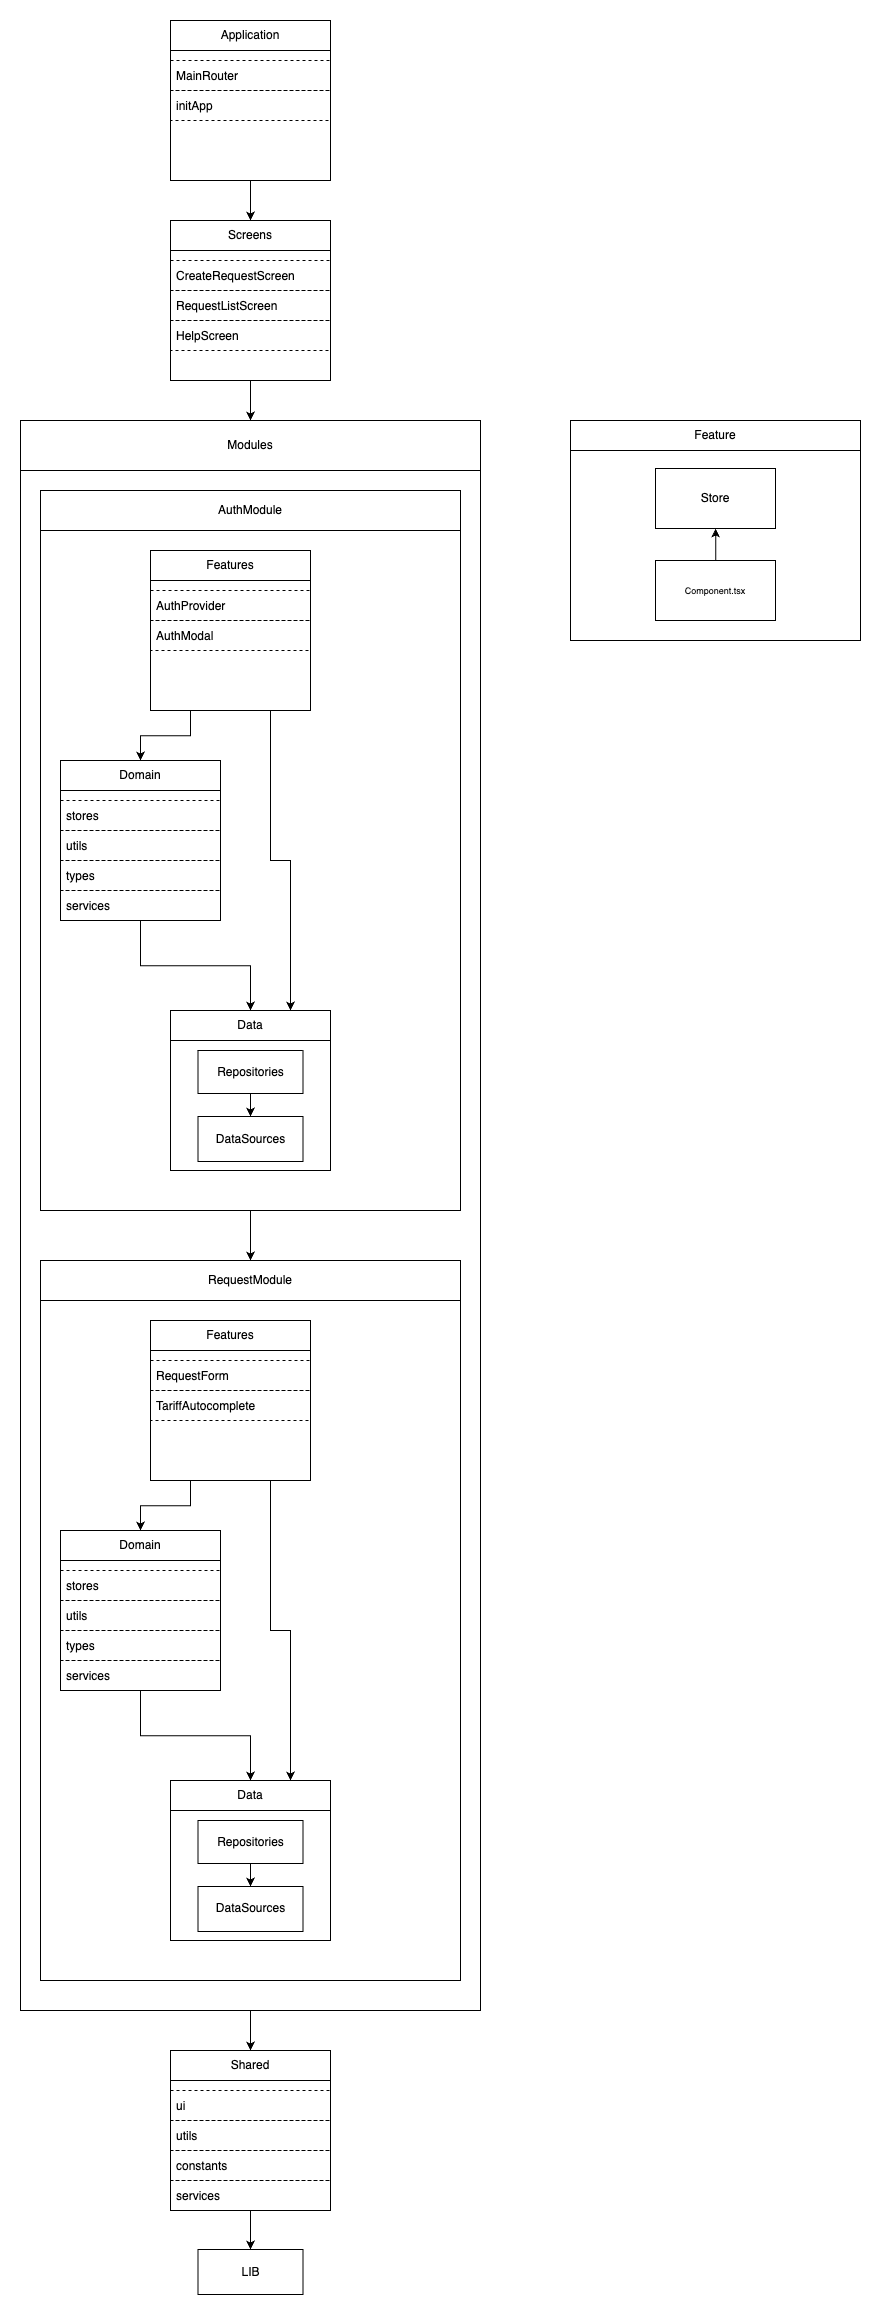 Application
MainRouter
initApp
Screens
CreateRequestScreen
RequestListScreen
HelpScreen
Modules
AuthModule
Features
AuthProvider
AuthModal
Domain
stores
utils
types
services
Data
Repositories
DataSources
RequestModule
Features
RequestForm
TariffAutocomplete
Domain
stores
utils
types
services
Data
Repositories
DataSources
Shared
ui
utils
constants
services
LIB
Feature
Store
Component.tsx